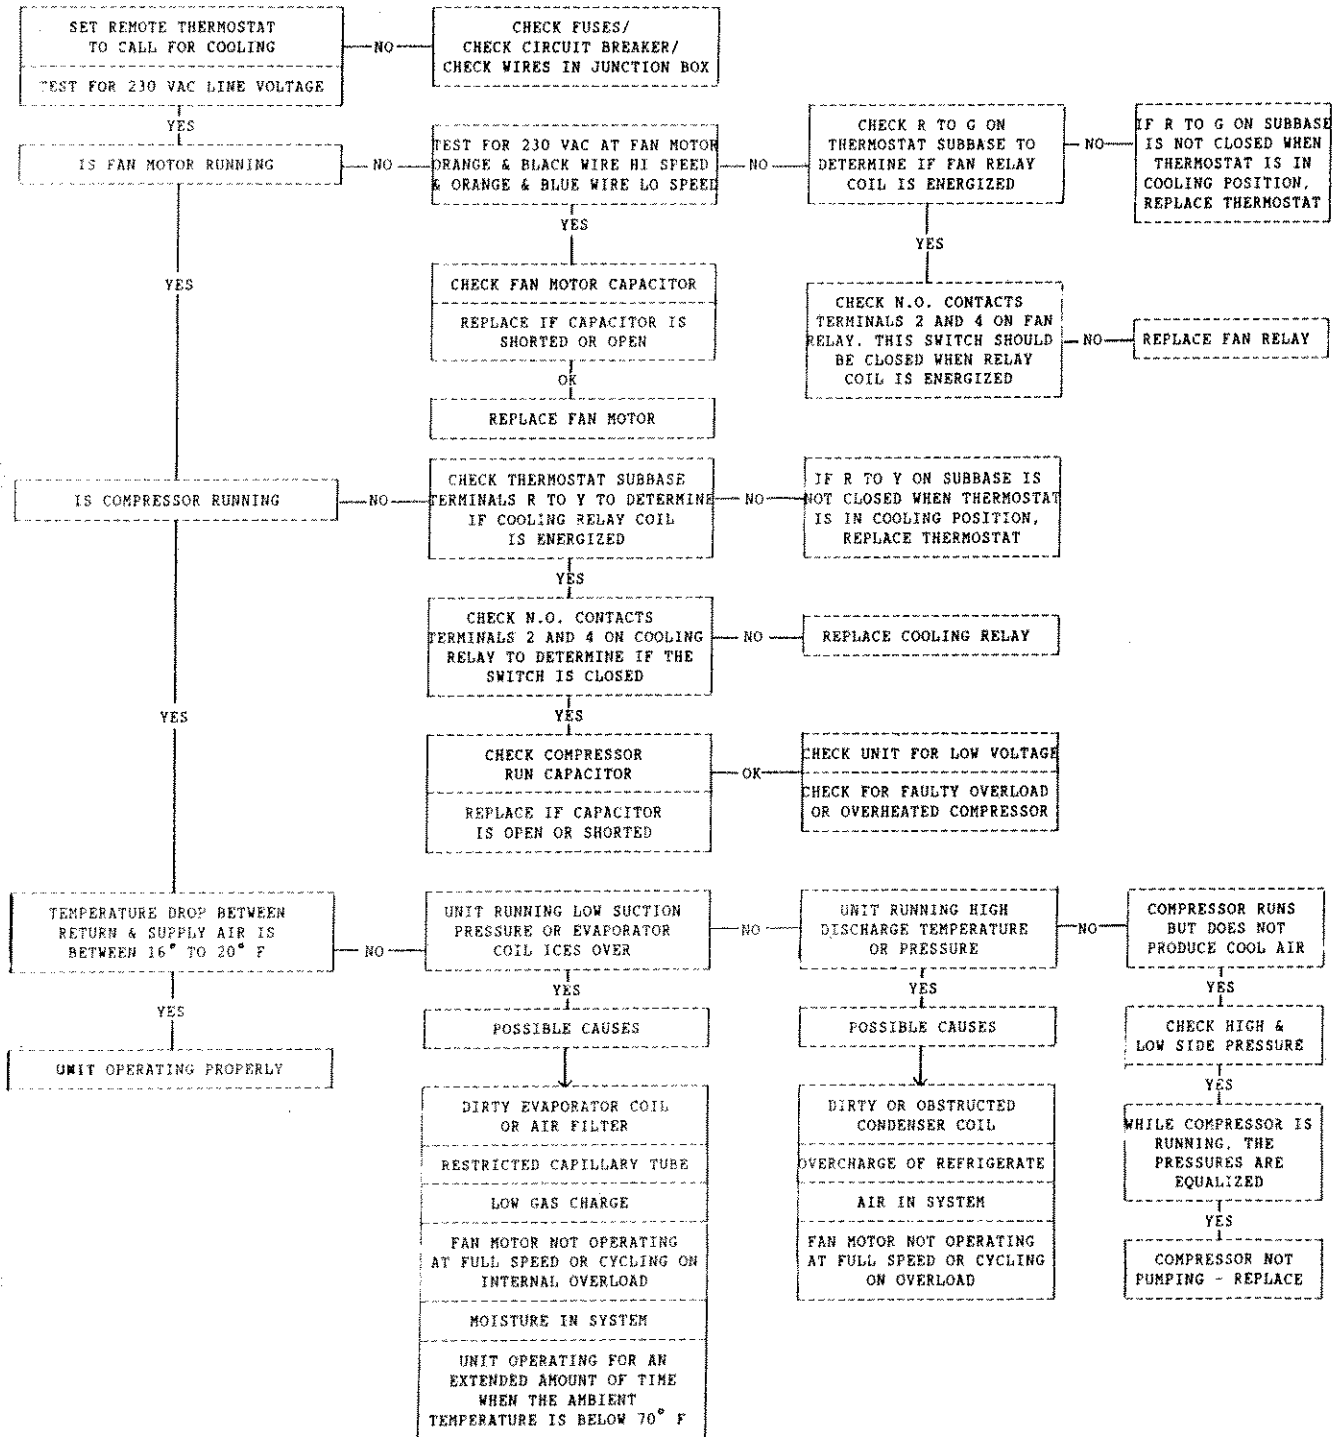 SET REMOTE THERMOSTAT
TO CALL FOR COOLING
TEST FOR 230 VAC LINE VOLTAGE
NO
CHECK FUSES/
CHECK CIRCUIT BREAKER/
CHECK WIRES IN JUNCTION BOX
YES
IS FAN MOTOR RUNNING
NO
TEST FOR 230 VAC AT FAN MOTOR
ORANGE & BLACK WIRE HI SPEED
& ORANGE & BLUE WIRE LO SPEED
NO
CHECK R TO G ON
THERMOSTAT SUBBASE TO
DETERMINE IF FAN RELAY
COIL IS ENERGIZED
NO
IF R TO G ON SUBBASE
IS NOT CLOSED WHEN
THERMOSTAT IS IN
COOLING POSITION,
REPLACE THERMOSTAT
YES
YES
YES
CHECK FAN MOTOR CAPACITOR
REPLACE IF CAPACITOR IS
SHORTED OR OPEN
CHECK N.O. CONTACTS
TERMINALS 2 AND 4 ON FAN
RELAY. THIS SWITCH SHOULD
BE CLOSED WHEN RELAY
COIL IS ENERGIZED
NO
REPLACE FAN RELAY
OK
REPLACE FAN MOTOR
IS COMPRESSOR RUNNING
NO
CHECK THERMOSTAT SUBBASE
TERMINALS R TO Y TO DETERMINE
IF COOLING RELAY COIL
IS ENERGIZED
NO
IF R TO Y ON SUBBASE IS
NOT CLOSED WHEN THERMOSTAT
IS IN COOLING POSITION,
REPLACE THERMOSTAT
YES
CHECK N.O. CONTACTS
TERMINALS 2 AND 4 ON COOLING
RELAY TO DETERMINE IF THE
SWITCH IS CLOSED
NO
REPLACE COOLING RELAY
YES
YES
CHECK COMPRESSOR
RUN CAPACITOR
REPLACE IF CAPACITOR
IS OPEN OR SHORTED
OK
CHECK UNIT FOR LOW VOLTAGE
CHECK FOR FAULTY OVERLOAD
OR OVERHEATED COMPRESSOR
TEMPERATURE DROP BETWEEN
RETURN & SUPPLY AIR IS
BETWEEN 16° TO 20° F
NO
UNIT RUNNING LOW SUCTION
PRESSURE OR EVAPORATOR
COIL ICES OVER
NO
UNIT RUNNING HIGH
DISCHARGE TEMPERATURE
OR PRESSURE
NO
COMPRESSOR RUNS
BUT DOES NOT
PRODUCE COOL AIR
YES
YES
YES
YES
UNIT OPERATING PROPERLY
POSSIBLE CAUSES
POSSIBLE CAUSES
CHECK HIGH &
LOW SIDE PRESSURE
YES
DIRTY EVAPORATOR COIL
OR AIR FILTER
RESTRICTED CAPILLARY TUBE
LOW GAS CHARGE
FAN MOTOR NOT OPERATING
AT FULL SPEED OR CYCLING ON
INTERNAL OVERLOAD
MOISTURE IN SYSTEM
UNIT OPERATING FOR AN
EXTENDED AMOUNT OF TIME
WHEN THE AMBIENT
TEMPERATURE IS BELOW 70° F
DIRTY OR OBSTRUCTED
CONDENSER COIL
OVERCHARGE OF REFRIGERATE
AIR IN SYSTEM
FAN MOTOR NOT OPERATING
AT FULL SPEED OR CYCLING
ON OVERLOAD
WHILE COMPRESSOR IS
RUNNING, THE
PRESSURES ARE
EQUALIZED
YES
COMPRESSOR NOT
PUMPING - REPLACE